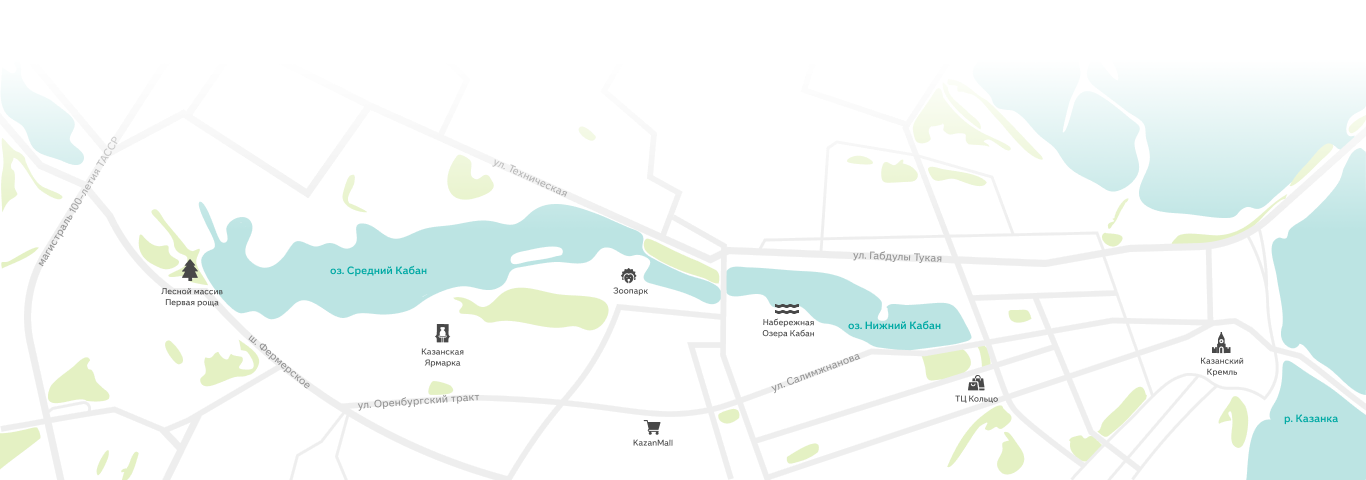 магистраль 100-летия ТАССР
ул. Техническая
ул. Габдулы Тукая
оз. Средний Кабан
Зоопарк
Лесной массив
Первая роща
Набережная
Озера Кабан
оз. Нижний Кабан
Казанская
Ярмарка
ш. Фермерское
ул. Салимжнанова
Казанский
Кремль
ул. Оренбургский тракт
ТЦ Кольцо
р. Казанка
KazanMall